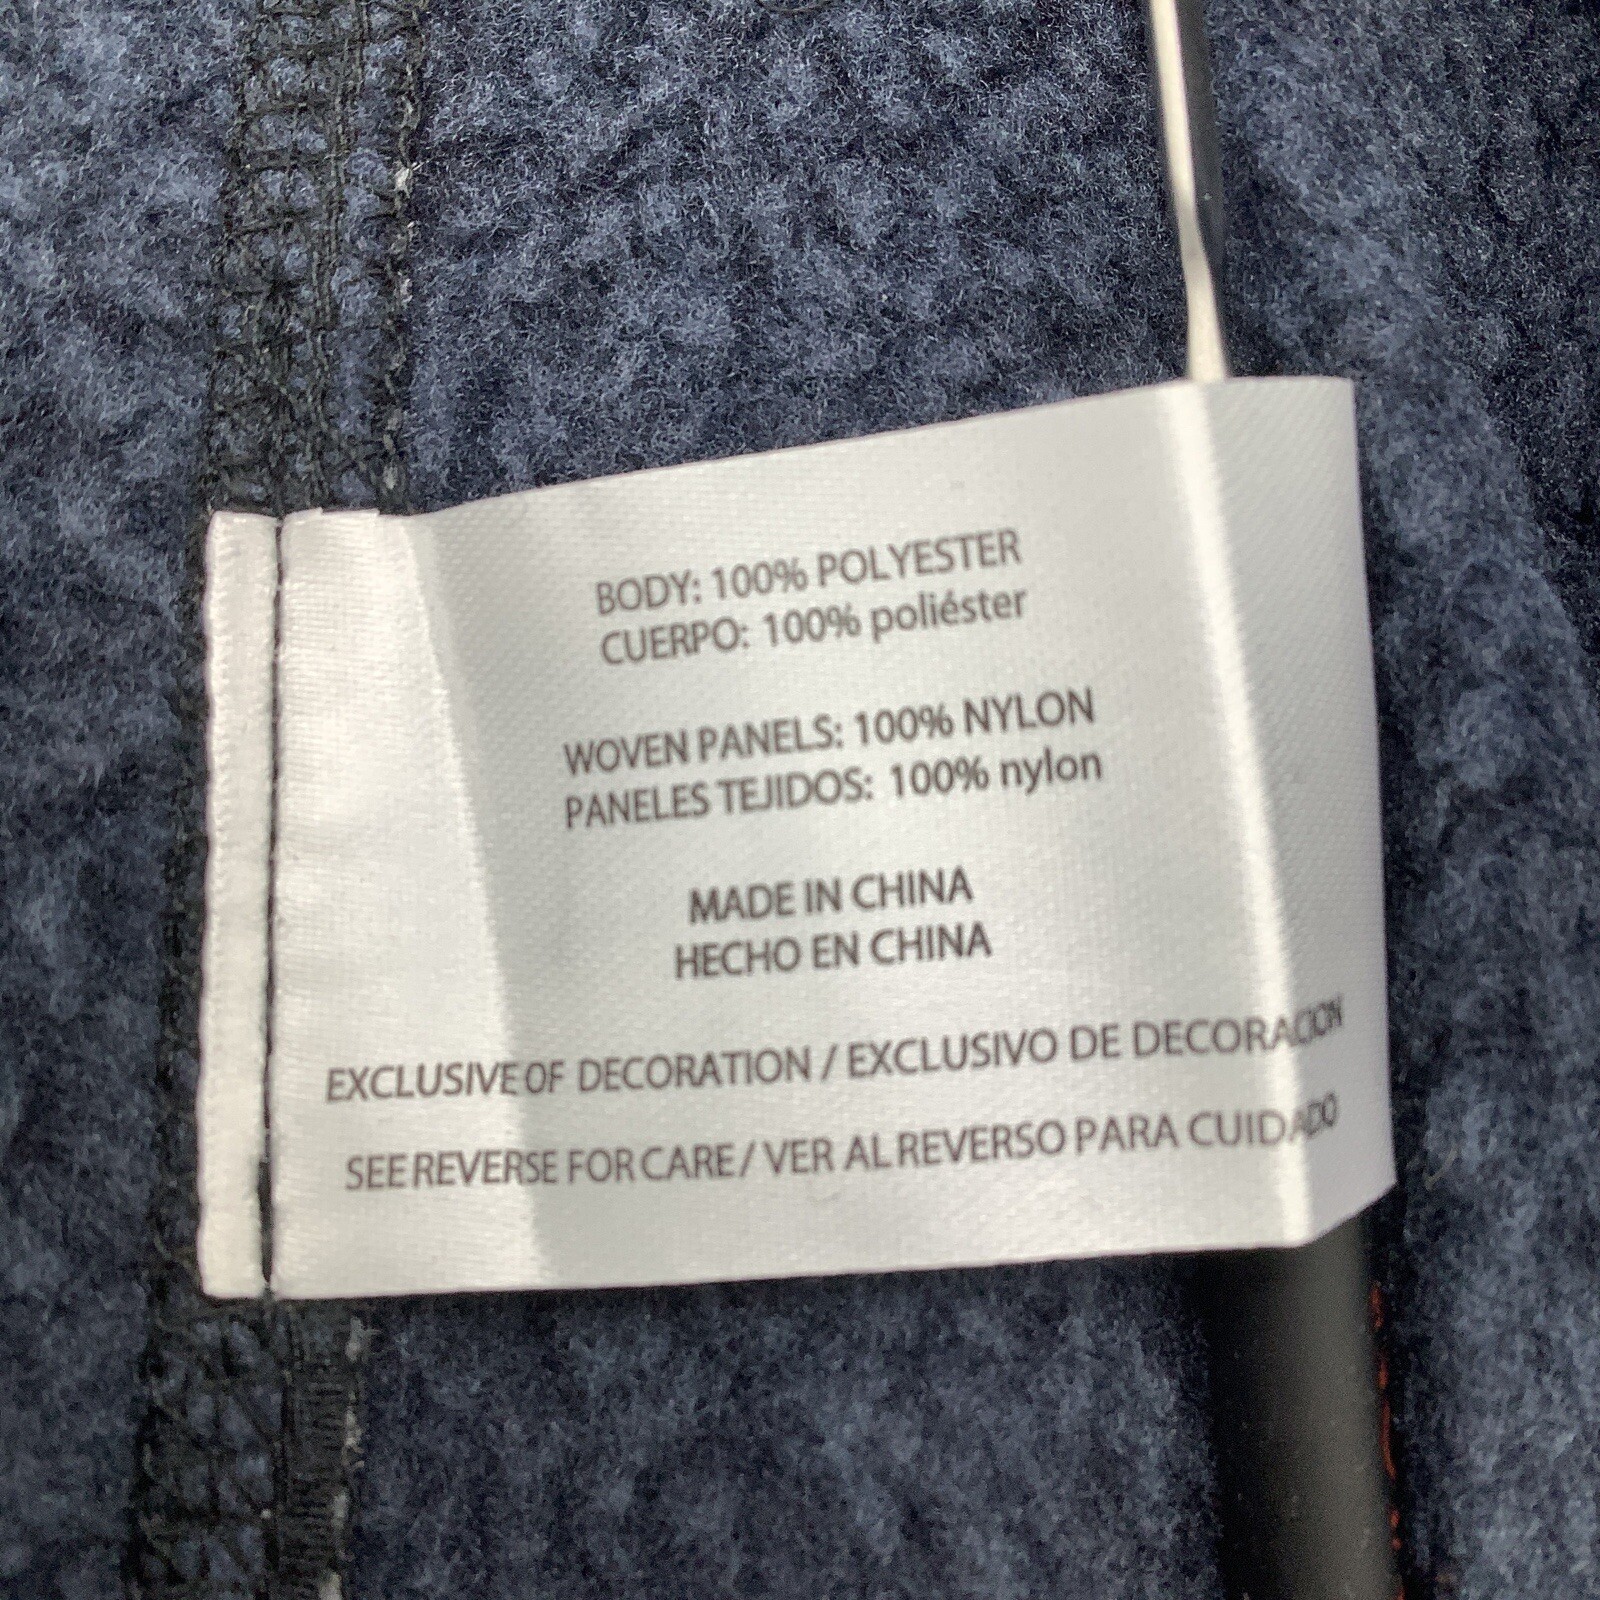 BODY: 100% POLYESTER
CUERPO: 100% poliéster
WOVEN PANELS: 100% NYLON
PANELES TEJIDOS: 100% nylon
MADE IN CHINA
HECHO EN CHINA
EXCLUSIVE OF DECORATION / EXCLUSIVO DE DECORACION
SEE REVERSE FOR CARE / VER AL REVERSO PARA CUIDADO